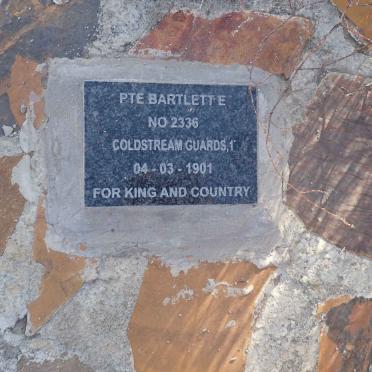 PTE BARTLETT E
NO 2336
COLDSTREAM GUARDS,1
04 - 03 - 1901
FOR KING AND COUNTRY